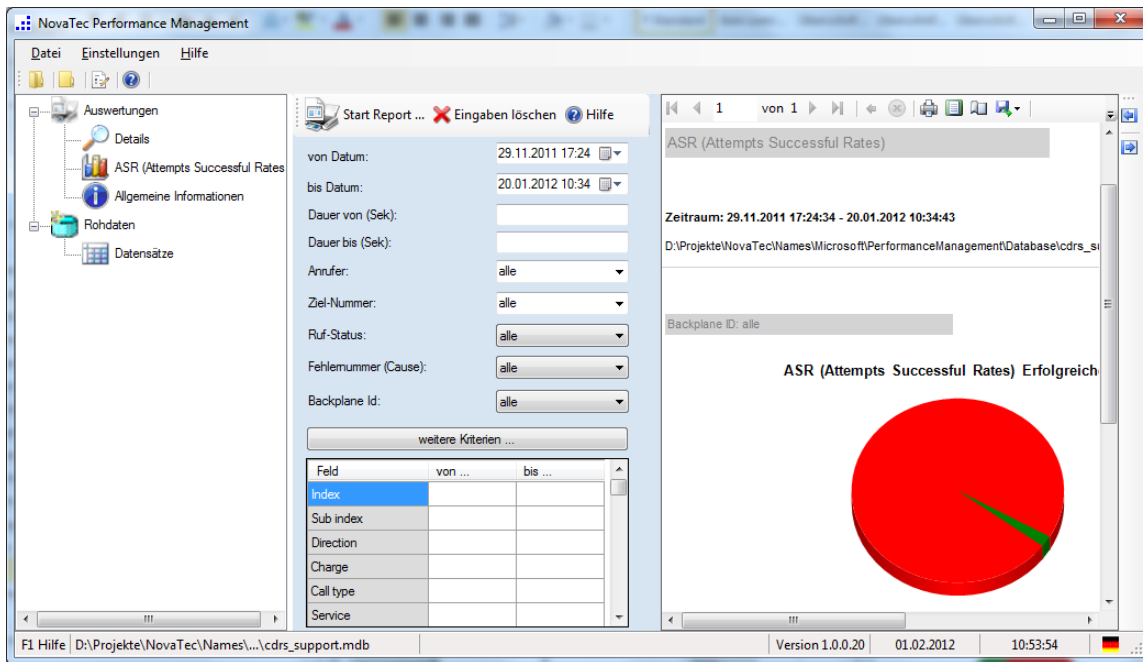 NovaTec Performance Management
Datei Einstellungen Hilfe
Auswertungen
Details
ASR (Attempts Successful Rates
Allgemeine Informationen
Rohdaten
Datensätze
Start Report ... Eingaben löschen Hilfe
von Datum: 29.11.2011 17:24
bis Datum: 20.01.2012 10:34
Dauer von (Sek):
Dauer bis (Sek):
Anrufer: alle
Ziel-Nummer: alle
Ruf-Status: alle
Fehlernummer (Cause): alle
Backplane Id: alle
weitere Kriterien ...
Feld von ... bis ...
Index
Sub index
Direction
Charge
Call type
Service
1 von 1
ASR (Attempts Successful Rates)
Zeitraum: 29.11.2011 17:24:34 - 20.01.2012 10:34:43
D:\Projekte\NovaTec\Names\Microsoft\PerformanceManagement\Database\cdrs_su
Backplane ID: alle
ASR (Attempts Successful Rates) Erfolgreich
F1 Hilfe D:\Projekte\NovaTec\Names\...\cdrs_support.mdb Version 1.0.0.20 01.02.2012 10:53:54